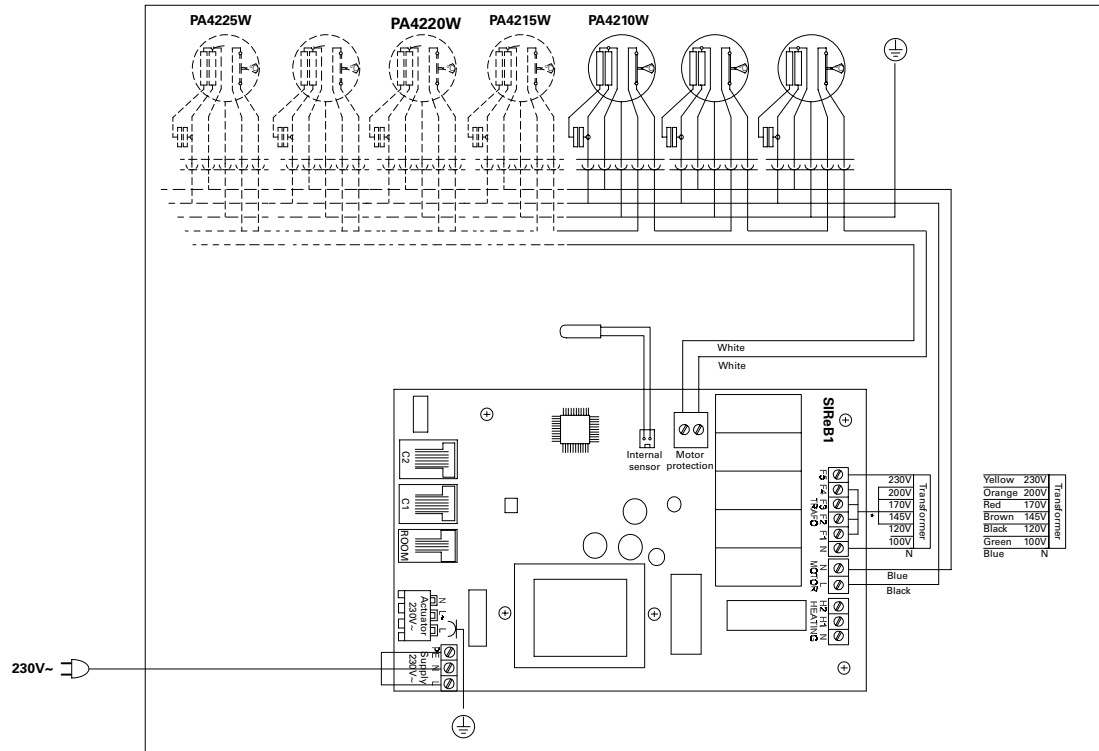 PA4225W
PA4220W
PA4215W
PA4210W
White
White
SIReB1
Internal
sensor
Motor
protection
C2
C1
ROOM
F5
F4
F3
F2
F1
N
TRAFO
N
L
MOTOR
H2
H1
N
HEATING
230V
200V
170V
145V
120V
100V
N
Transformer
*
Yellow 230V
Orange 200V
Red 170V
Brown 145V
Black 120V
Green 100V
Blue N
Transformer
Blue
Black
Actuator
230V~
N
L
L
PE
N
L
Supply
230V~
230V~